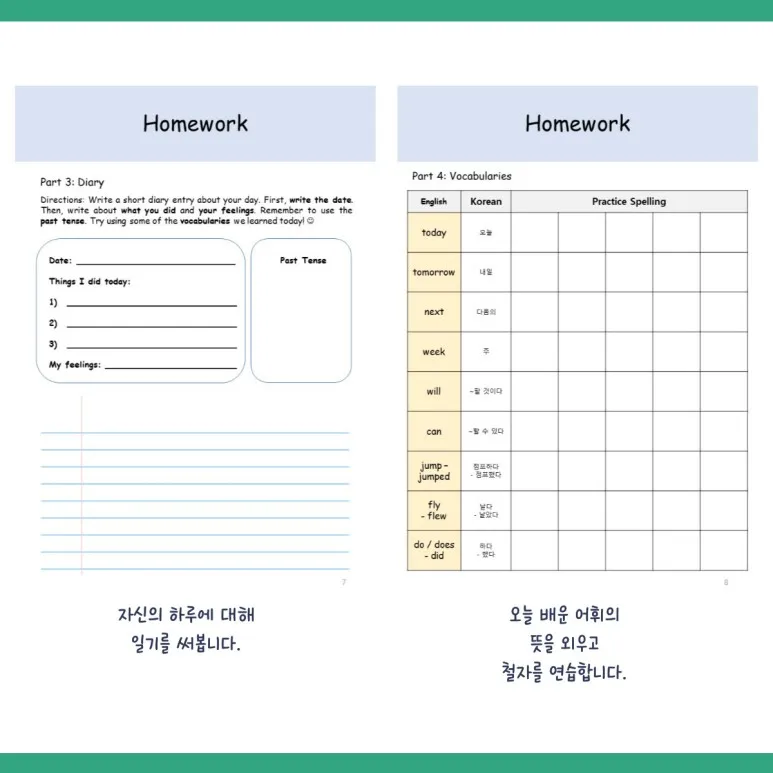 Homework
Part 3: Diary
Directions: Write a short diary entry about your day. First, write the date.
Then, write about what you did and your feelings. Remember to use the
past tense. Try using some of the vocabularies we learned today! ☺
Date:
Things I did today:
1)
2)
3)
My feelings:
Past Tense
7
자신의 하루에 대해
일기를 써봅니다.
Homework
Part 4: Vocabularies
English Korean Practice Spelling
today 오늘
tomorrow 내일
next 다음의
week 주
will ~할 것이다
can ~할 수 있다
jump - 점프하다
jumped - 점프했다
fly 날다
- flew - 날았다
do / does 하다
- did - 했다
8
오늘 배운 어휘의
뜻을 외우고
철자를 연습합니다.